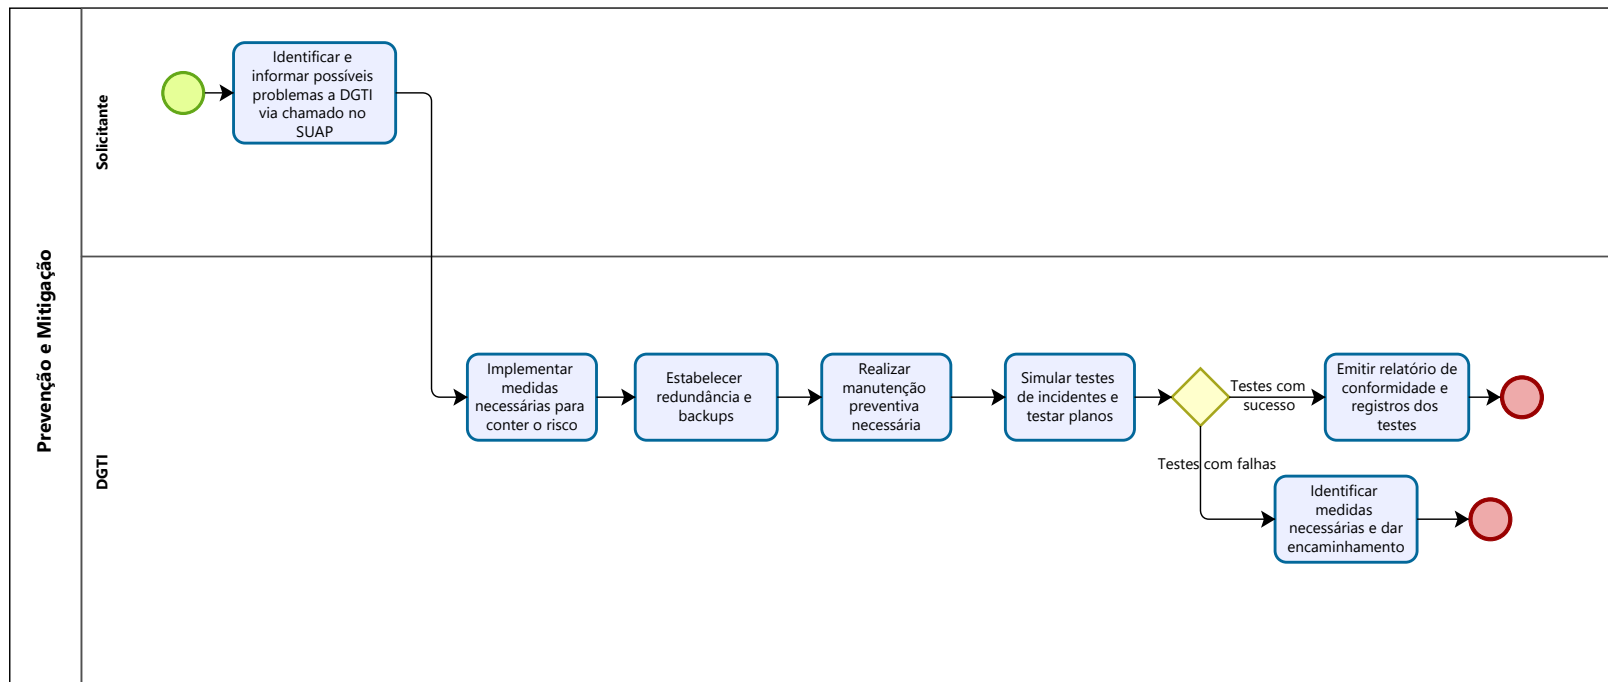 Prevenção e Mitigação
Solicitante
Identificar e
informar possíveis
problemas a DGTI
via chamado no
SUAP
DGTI
Implementar
medidas
necessárias para
conter o risco
Estabelecer
redundância e
backups
Realizar
manutenção
preventiva
necessária
Simular testes
de incidentes e
testar planos
Testes com
sucesso
Emitir relatório de
conformidade e
registros dos
testes
Testes com falhas
Identificar
medidas
necessárias e dar
encaminhamento